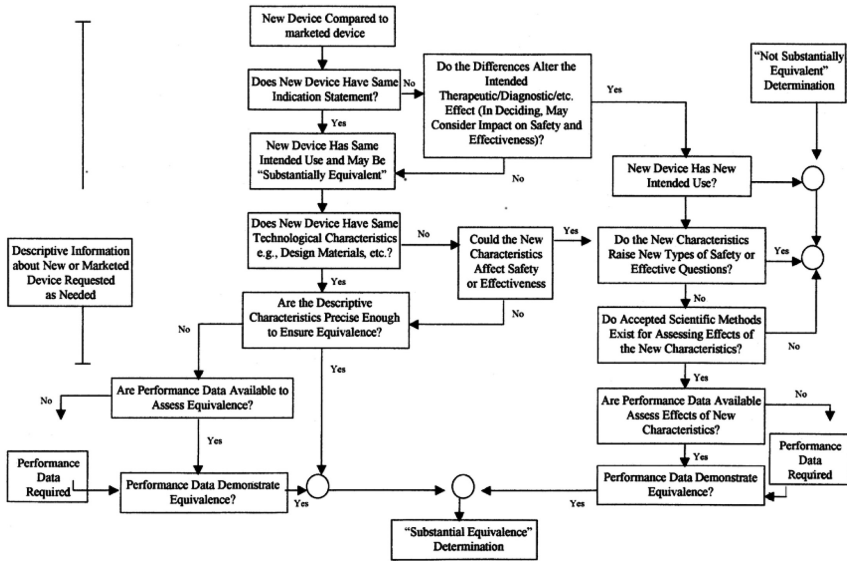 New Device Compared to
marketed device
Does New Device Have Same
Indication Statement?
No
Do the Differences Alter the
Intended
Therapeutic/Diagnostic/etc.
Effect (In Deciding, May
Consider Impact on Safety and
Effectiveness)?
Yes
"Not Substantially
Equivalent"
Determination
Yes
New Device Has Same
Intended Use and May Be
"Substantially Equivalent"
No
New Device Has New
Intended Use?
Descriptive Information
about New or Marketed
Device Requested
as Needed
Does New Device Have Same
Technological Characteristics
e.g., Design Materials, etc.?
No
Could the New
Characteristics
Affect Safety
or Effectiveness
Yes
Do the New Characteristics
Raise New Types of Safety or
Effective Questions?
Yes
Yes
No
No
Are the Descriptive
Characteristics Precise Enough
to Ensure Equivalence?
No
Do Accepted Scientific Methods
Exist for Assessing Effects of
the New Characteristics?
No
Yes
Yes
Are Performance Data Available to
Assess Equivalence?
No
Are Performance Data Available
Assess Effects of New
Characteristics?
No
Yes
Yes
Performance
Data
Required
Performance Data Demonstrate
Equivalence?
Yes
Performance Data Demonstrate
Equivalence?
Yes
Performance
Data
Required
"Substantial Equivalence"
Determination